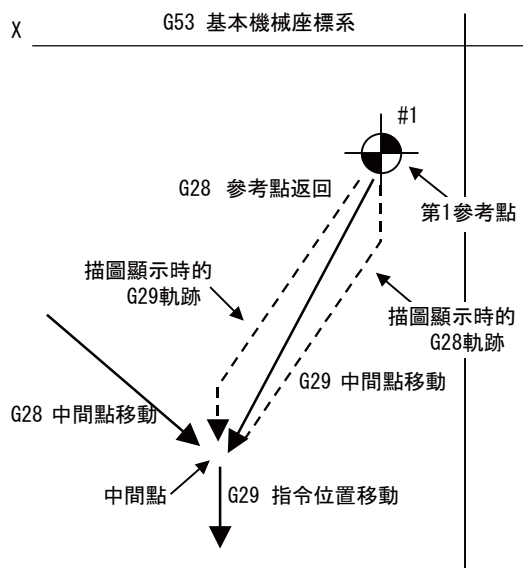 G53 基本機械座標系
X
#1
G28 參考點返回
第1參考點
描圖顯示時的
G29軌跡
描圖顯示時的
G28軌跡
G29 中間點移動
G28 中間點移動
中間點
G29 指令位置移動